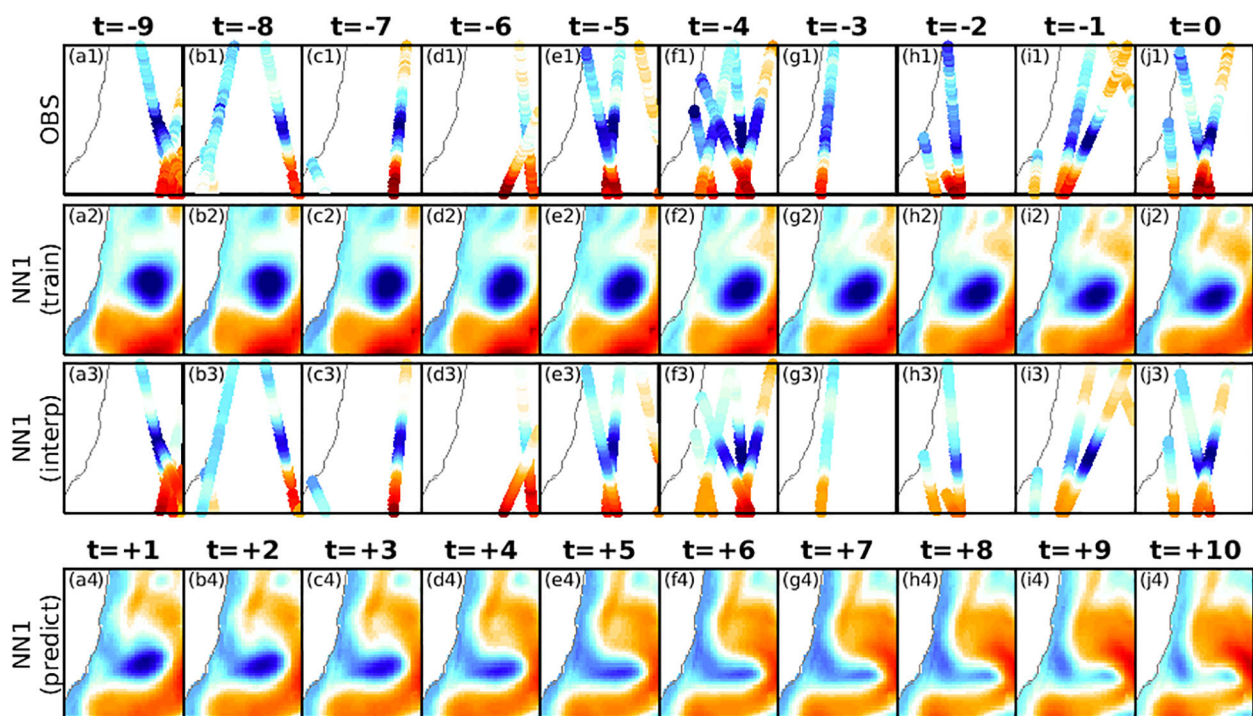 t=-9 t=-8 t=-7 t=-6 t=-5 t=-4 t=-3 t=-2 t=-1 t=0
OBS
(a1) (b1) (c1) (d1) (e1) (f1) (g1) (h1) (i1) (j1)
NN1
(train)
(a2) (b2) (c2) (d2) (e2) (f2) (g2) (h2) (i2) (j2)
NN1
(interp)
(a3) (b3) (c3) (d3) (e3) (f3) (g3) (h3) (i3) (j3)
t=+1 t=+2 t=+3 t=+4 t=+5 t=+6 t=+7 t=+8 t=+9 t=+10
NN1
(predict)
(a4) (b4) (c4) (d4) (e4) (f4) (g4) (h4) (i4) (j4)